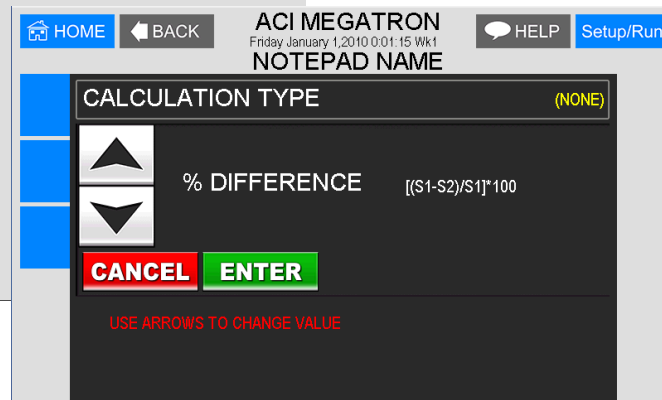 HOME
BACK
ACI MEGATRON
Friday January 1,2010 0:01:15 Wk1
NOTEPAD NAME
HELP
Setup/Run
CALCULATION TYPE
(NONE)
% DIFFERENCE
[(S1-S2)/S1]*100
CANCEL
ENTER
USE ARROWS TO CHANGE VALUE